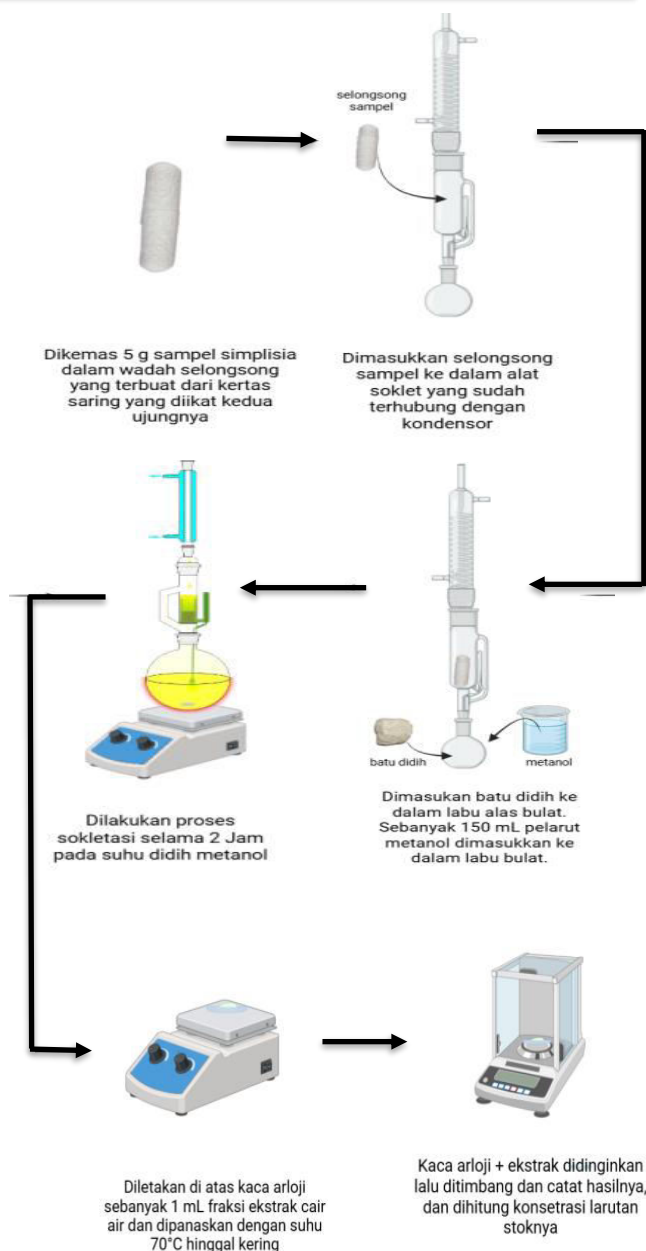 selongsong
sampel
Dikemas 5 g sampel simplisia
dalam wadah selongsong
yang terbuat dari kertas
saring yang diikat kedua
ujungnya
Dimasukkan selongsong
sampel ke dalam alat
soklet yang sudah
terhubung dengan
kondensor
batu didih
metanol
Dimasukan batu didih ke
dalam labu alas bulat.
Sebanyak 150 mL pelarut
metanol dimasukkan ke
dalam labu bulat.
Dilakukan proses
sokletasi selama 2 Jam
pada suhu didih metanol
Diletakan di atas kaca arloji
sebanyak 1 mL fraksi ekstrak cair
air dan dipanaskan dengan suhu
70°C hinggal kering
Kaca arloji + ekstrak didinginkan
lalu ditimbang dan catat hasilnya,
dan dihitung konsetrasi larutan
stoknya